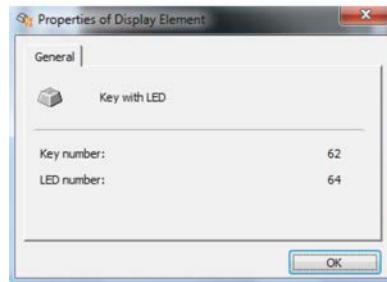 Properties of Display Element
General
Key with LED
Key number: 62
LED number: 64
OK